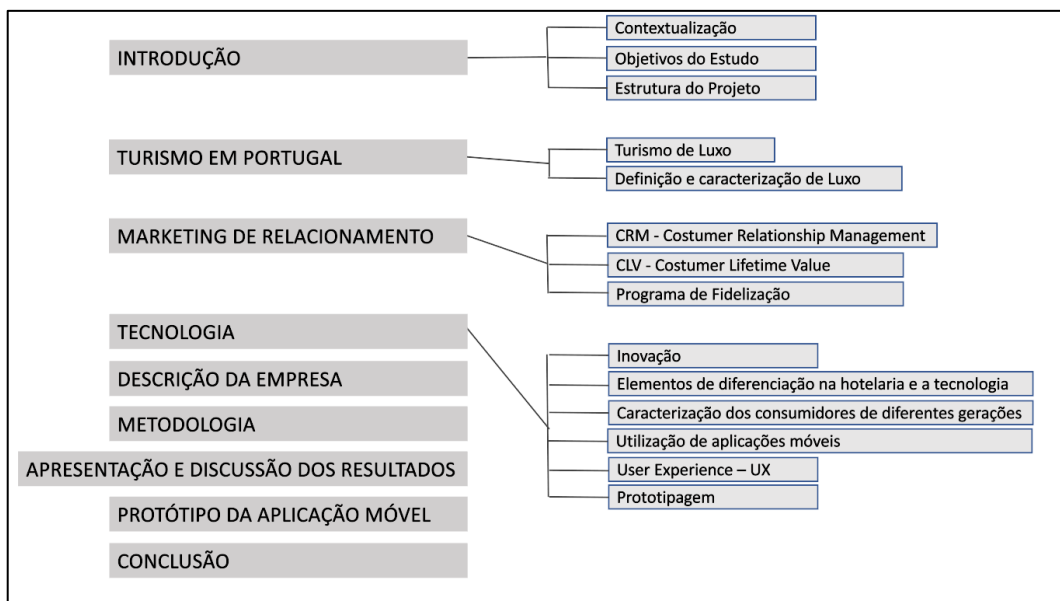 INTRODUÇÃO
Contextualização
Objetivos do Estudo
Estrutura do Projeto
TURISMO EM PORTUGAL
Turismo de Luxo
Definição e caracterização de Luxo
MARKETING DE RELACIONAMENTO
CRM - Costumer Relationship Management
CLV - Costumer Lifetime Value
Programa de Fidelização
TECNOLOGIA
Inovação
Elementos de diferenciação na hotelaria e a tecnologia
Caracterização dos consumidores de diferentes gerações
Utilização de aplicações móveis
User Experience – UX
Prototipagem
DESCRIÇÃO DA EMPRESA
METODOLOGIA
APRESENTAÇÃO E DISCUSSÃO DOS RESULTADOS
PROTÓTIPO DA APLICAÇÃO MÓVEL
CONCLUSÃO